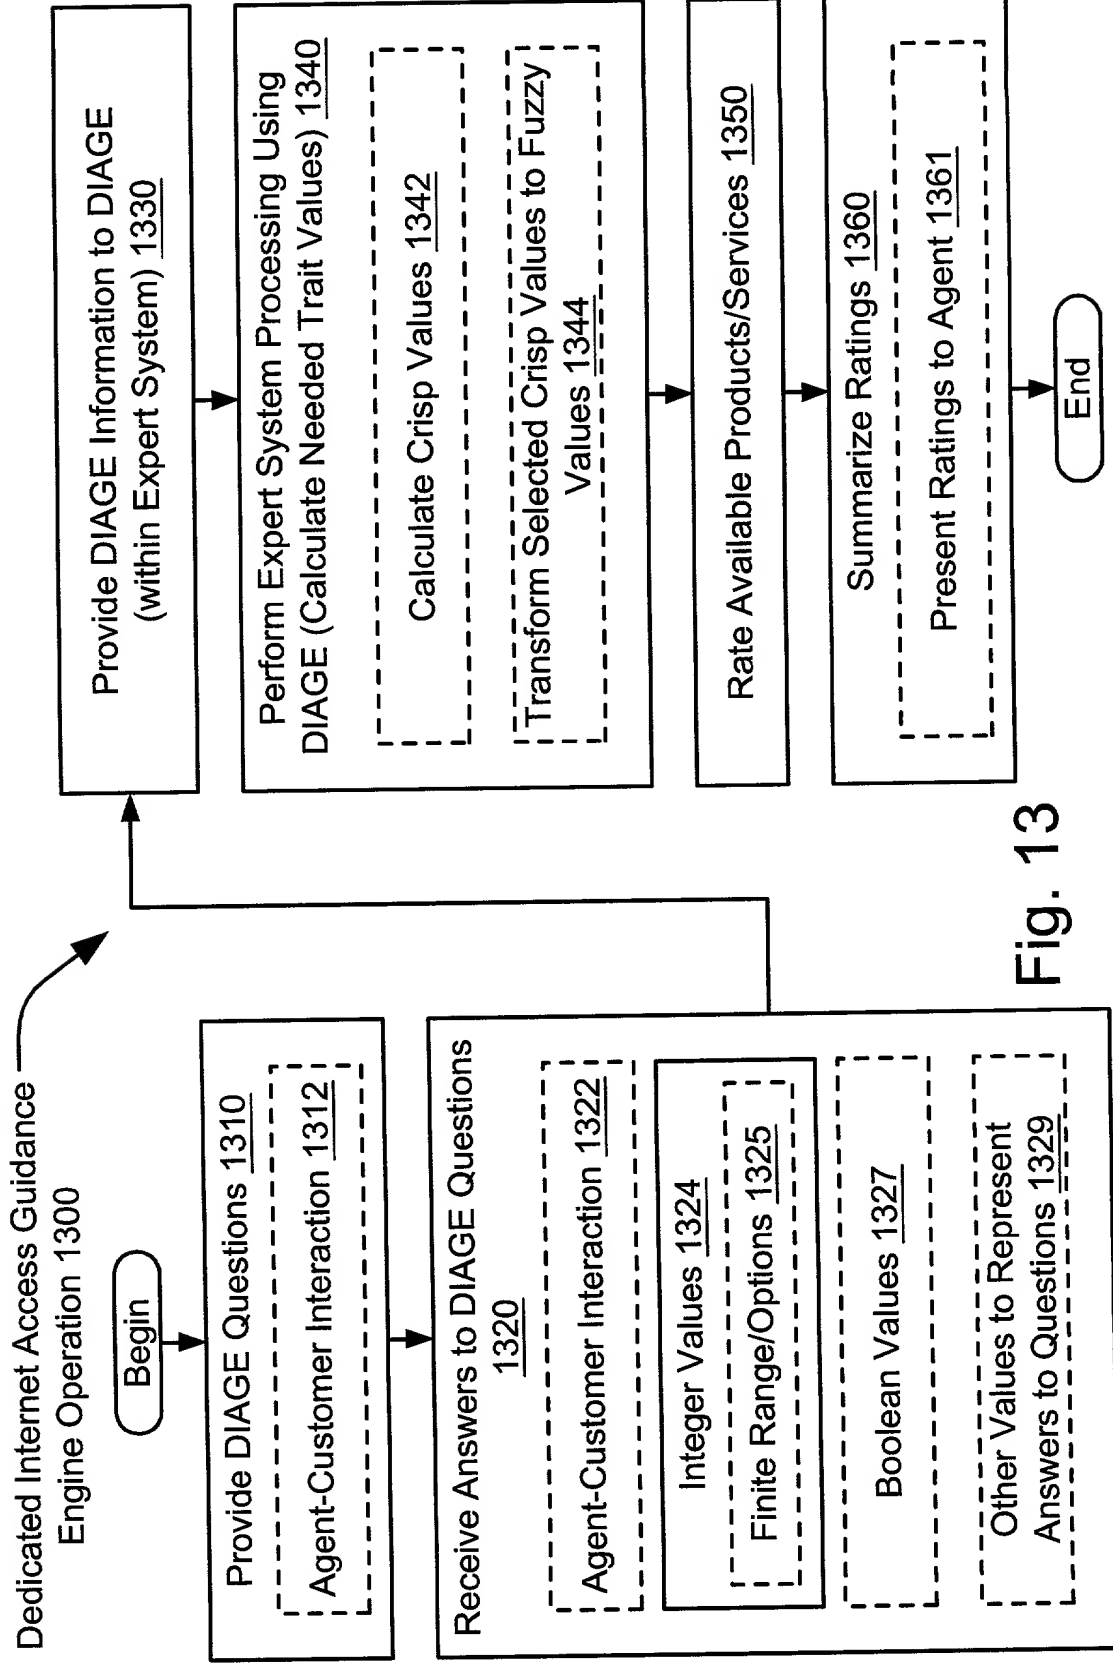 Dedicated Internet Access Guidance
Engine Operation 1300
Begin
Provide DIAGE Questions 1310
Agent-Customer Interaction 1312
Receive Answers to DIAGE Questions
1320
Agent-Customer Interaction 1322
Integer Values 1324
Finite Range/Options 1325
Boolean Values 1327
Other Values to Represent
Answers to Questions 1329
Provide DIAGE Information to DIAGE
(within Expert System) 1330
Perform Expert System Processing Using
DIAGE (Calculate Needed Trait Values) 1340
Calculate Crisp Values 1342
Transform Selected Crisp Values to Fuzzy
Values 1344
Rate Available Products/Services 1350
Summarize Ratings 1360
Present Ratings to Agent 1361
End
Fig. 13